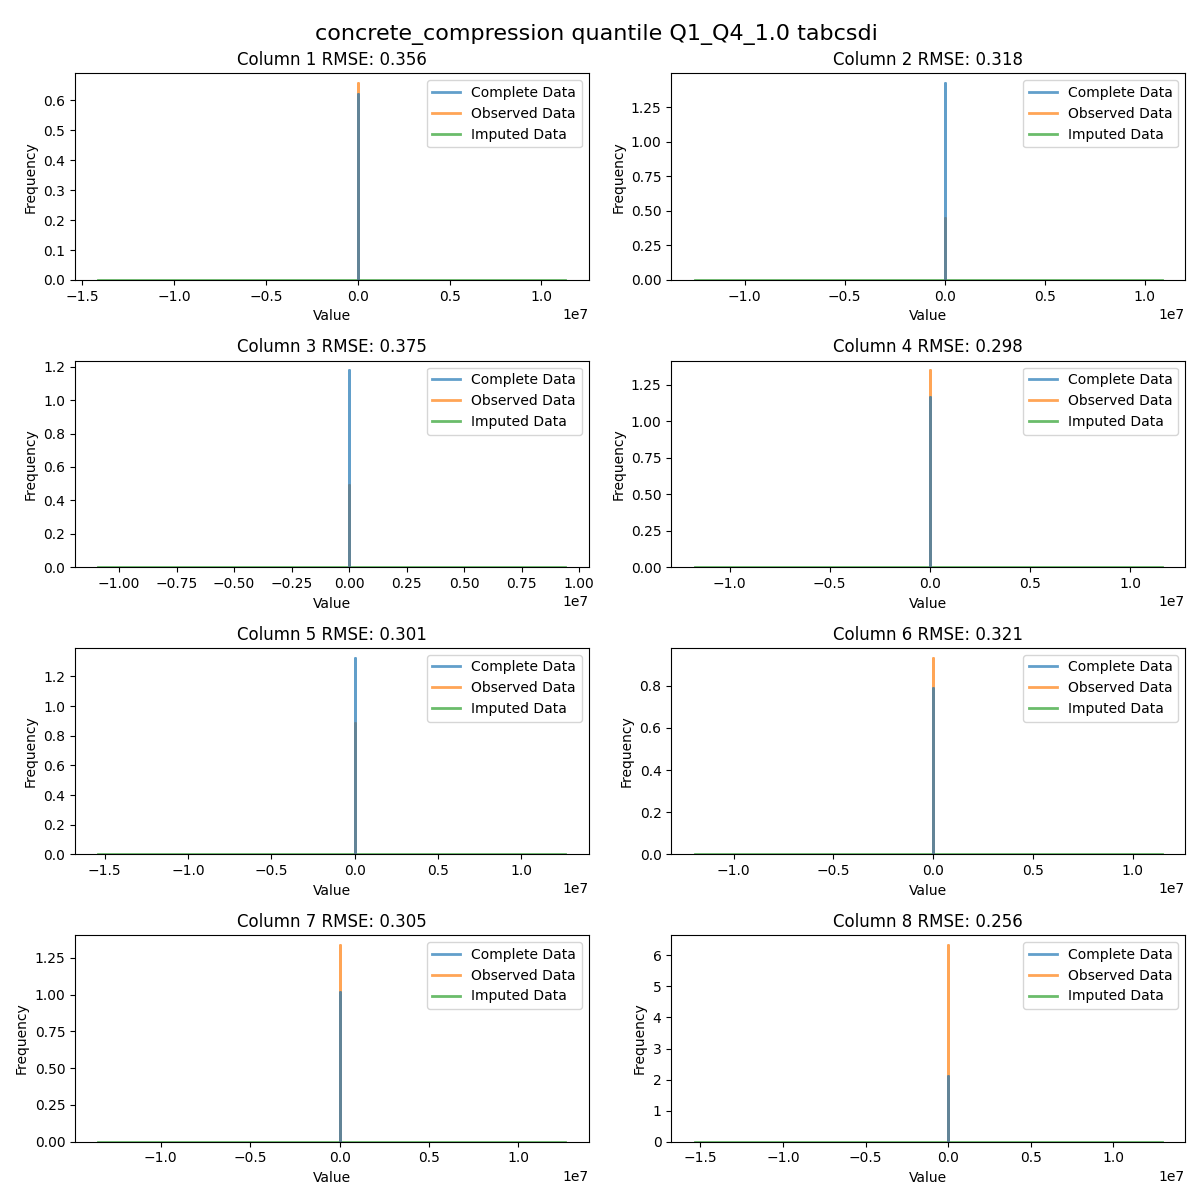 concrete_compression quantile Q1_Q4_1.0 tabcsdi
Column 1 RMSE: 0.356
Complete Data
Observed Data
Imputed Data
Frequency
0.6
0.5
0.4
0.3
0.2
0.1
0.0
−1.5 −1.0 −0.5 0.0 0.5 1.0
Value
1e7
Column 2 RMSE: 0.318
Complete Data
Observed Data
Imputed Data
Frequency
1.25
1.00
0.75
0.50
0.25
0.00
−1.0 −0.5 0.0 0.5 1.0
Value
1e7
Column 3 RMSE: 0.375
Complete Data
Observed Data
Imputed Data
Frequency
1.2
1.0
0.8
0.6
0.4
0.2
0.0
−1.00 −0.75 −0.50 −0.25 0.00 0.25 0.50 0.75 1.00
Value
1e7
Column 4 RMSE: 0.298
Complete Data
Observed Data
Imputed Data
Frequency
1.25
1.00
0.75
0.50
0.25
0.00
−1.0 −0.5 0.0 0.5 1.0
Value
1e7
Column 5 RMSE: 0.301
Complete Data
Observed Data
Imputed Data
Frequency
1.2
1.0
0.8
0.6
0.4
0.2
0.0
−1.5 −1.0 −0.5 0.0 0.5 1.0
Value
1e7
Column 6 RMSE: 0.321
Complete Data
Observed Data
Imputed Data
Frequency
0.8
0.6
0.4
0.2
0.0
−1.0 −0.5 0.0 0.5 1.0
Value
1e7
Column 7 RMSE: 0.305
Complete Data
Observed Data
Imputed Data
Frequency
1.25
1.00
0.75
0.50
0.25
0.00
−1.0 −0.5 0.0 0.5 1.0
Value
1e7
Column 8 RMSE: 0.256
Complete Data
Observed Data
Imputed Data
Frequency
6
5
4
3
2
1
0
−1.5 −1.0 −0.5 0.0 0.5 1.0
Value
1e7